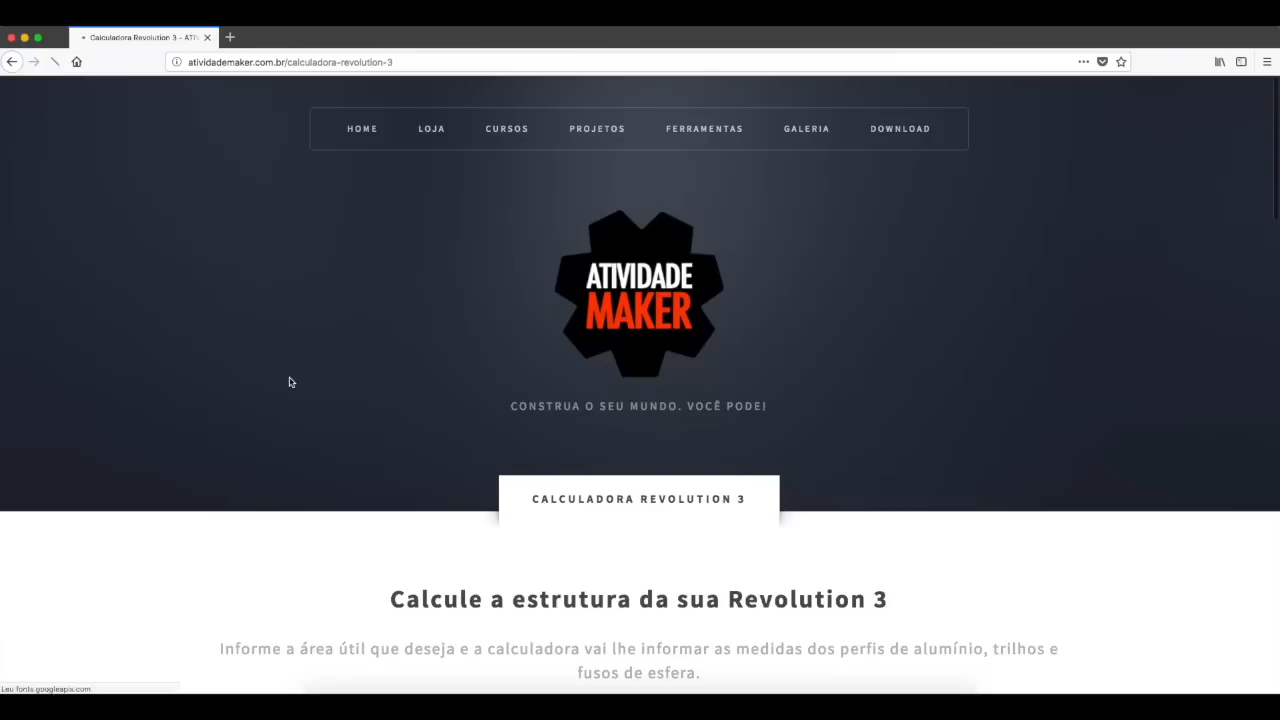 Calculadora Revolution 3 - ATIV
atividademaker.com.br/calculadora-revolution-3
HOME LOJA CURSOS PROJETOS FERRAMENTAS GALERIA DOWNLOAD
ATIVIDADE
MAKER
CONSTRUA O SEU MUNDO. VOCÊ PODE!
CALCULADORA REVOLUTION 3
Calcule a estrutura da sua Revolution 3
Informe a área útil que deseja e a calculadora vai lhe informar as medidas dos perfis de alumínio, trilhos e
fusos de esfera.
Leu fonts.googleapis.com